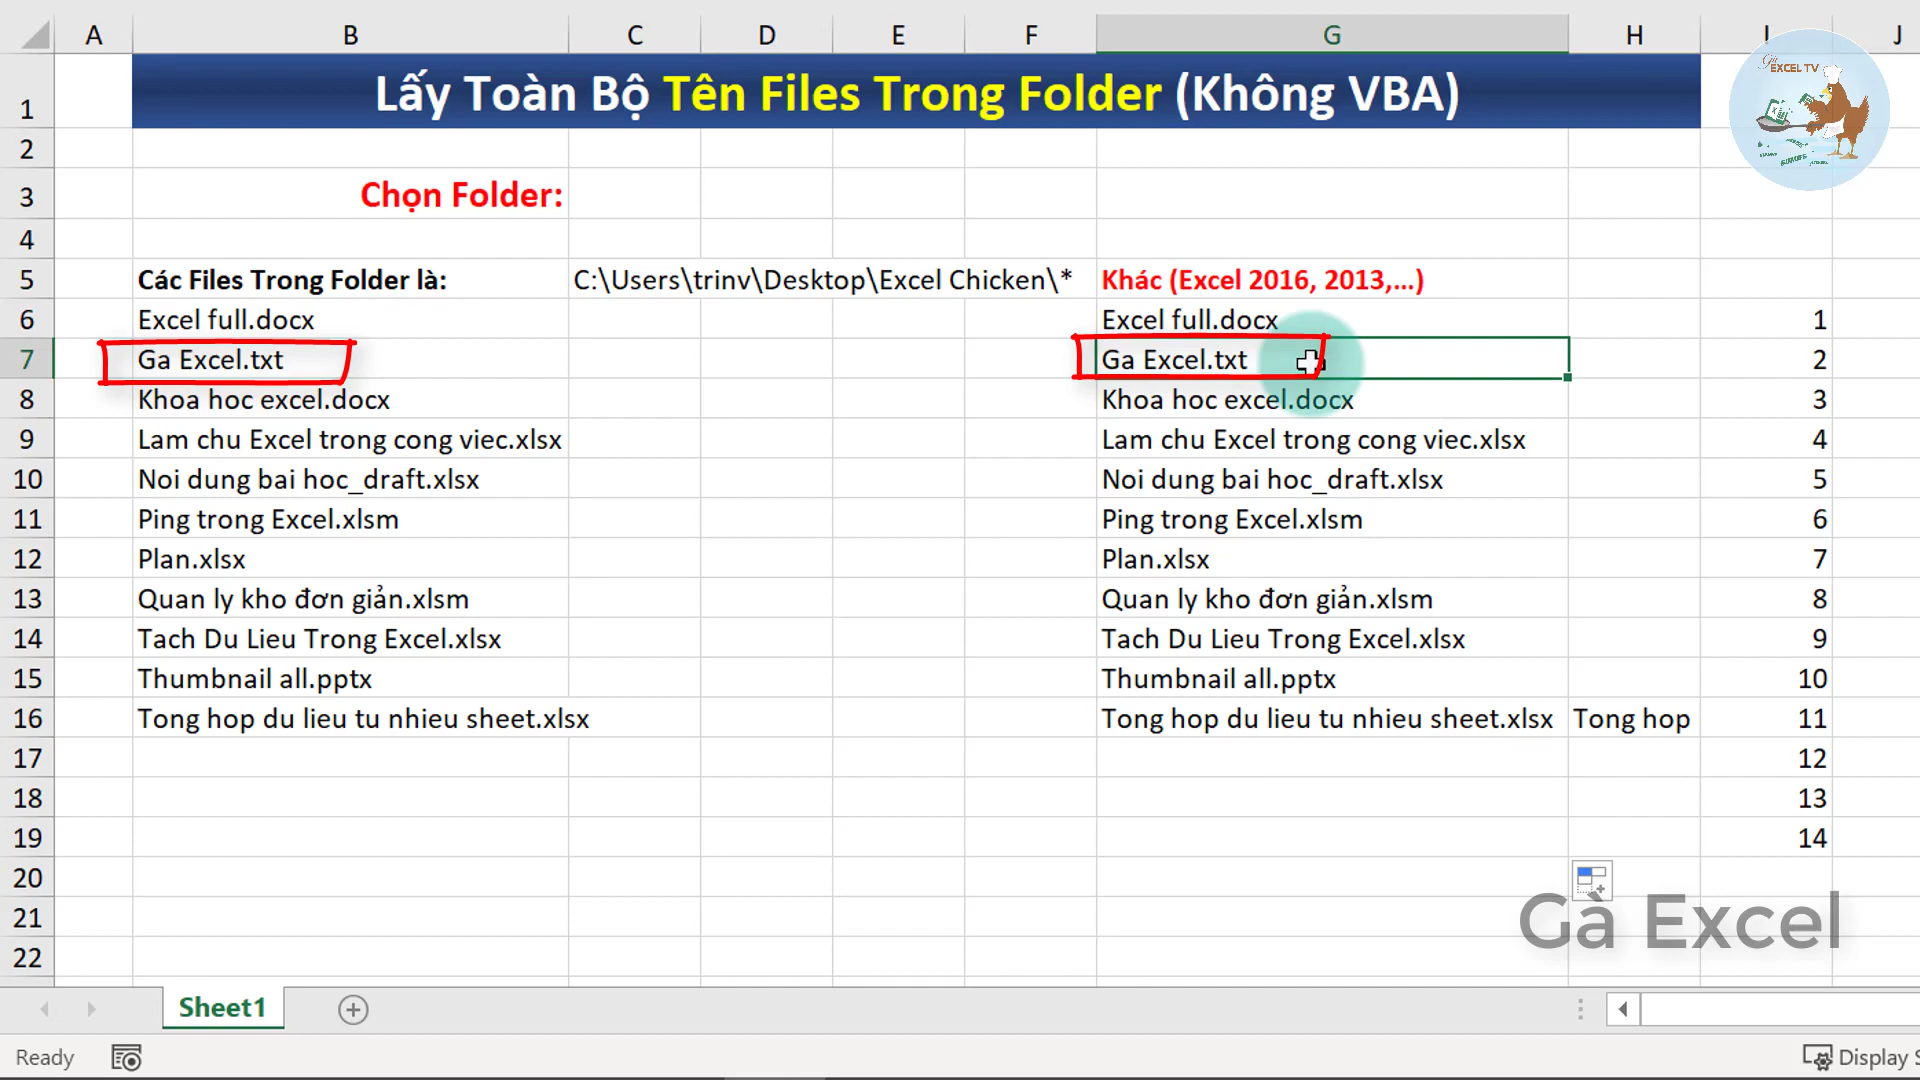 A B C D E F G H I J
Gà
EXCEL TV
1 Lấy Toàn Bộ Tên Files Trong Folder (Không VBA)
2
3 Chọn Folder:
4
5 Các Files Trong Folder là: C:\Users\trinv\Desktop\Excel Chicken\* Khác (Excel 2016, 2013,...)
6 Excel full.docx Excel full.docx 1
7 Ga Excel.txt Ga Excel.txt 2
8 Khoa hoc excel.docx Khoa hoc excel.docx 3
9 Lam chu Excel trong cong viec.xlsx Lam chu Excel trong cong viec.xlsx 4
10 Noi dung bai hoc_draft.xlsx Noi dung bai hoc_draft.xlsx 5
11 Ping trong Excel.xlsm Ping trong Excel.xlsm 6
12 Plan.xlsx Plan.xlsx 7
13 Quan ly kho đơn giản.xlsm Quan ly kho đơn giản.xlsm 8
14 Tach Du Lieu Trong Excel.xlsx Tach Du Lieu Trong Excel.xlsx 9
15 Thumbnail all.pptx Thumbnail all.pptx 10
16 Tong hop du lieu tu nhieu sheet.xlsx Tong hop du lieu tu nhieu sheet.xlsx Tong hop 11
17 12
18 13
19 14
20
21 Gà Excel
22
Sheet1
Ready Display S